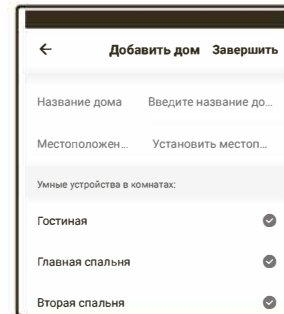 Добавить дом Завершить
Название дома Введите название до...
Местоположен... Установить местоп...
Умные устройства в комнатах:
Гостиная
Главная спальня
Вторая спальня